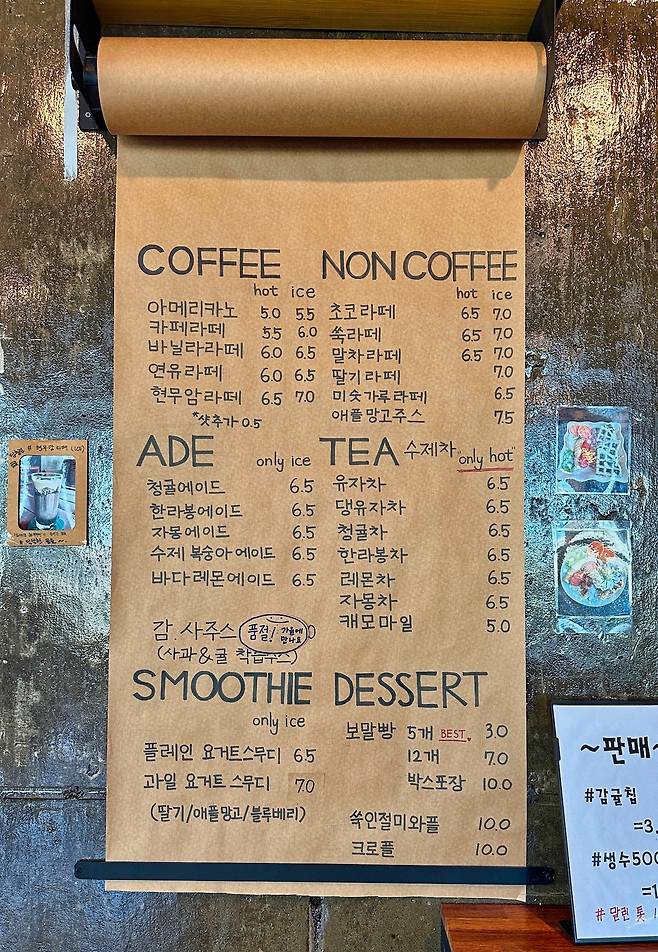 COFFEE
hot ice
아메리카노 5.0 5.5
카페라떼 5.5 6.0
바닐라라떼 6.0 6.5
연유라떼 6.0 6.5
현무암라떼 6.5 7.0
*샷추가 0.5
NON COFFEE
hot ice
초코라떼 6.5 7.0
쑥라떼 6.5 7.0
말차라떼 6.5 7.0
딸기라떼 7.0
미숫가루라떼 6.5
애플망고주스 7.5
ADE only ice
청귤에이드 6.5
한라봉에이드 6.5
자몽에이드 6.5
수제 복숭아에이드 6.5
바다레몬에이드 6.5
감.사주스 품절! 가을에 만나요
(사과&귤 착즙주스)
TEA 수제차 "only hot"
유자차 6.5
댕유자차 6.5
청귤차 6.5
한라봉차 6.5
레몬차 6.5
자몽차 6.5
캐모마일 5.0
SMOOTHIE
only ice
플레인 요거트스무디 6.5
과일 요거트스무디 7.0
(딸기/애플망고/블루베리)
DESSERT
보말빵 5개 BEST 3.0
12개 7.0
박스포장 10.0
쑥인절미와플 10.0
크로플 10.0
~판매~
#감귤칩
=3,
#생수500
=1
#말린 톳